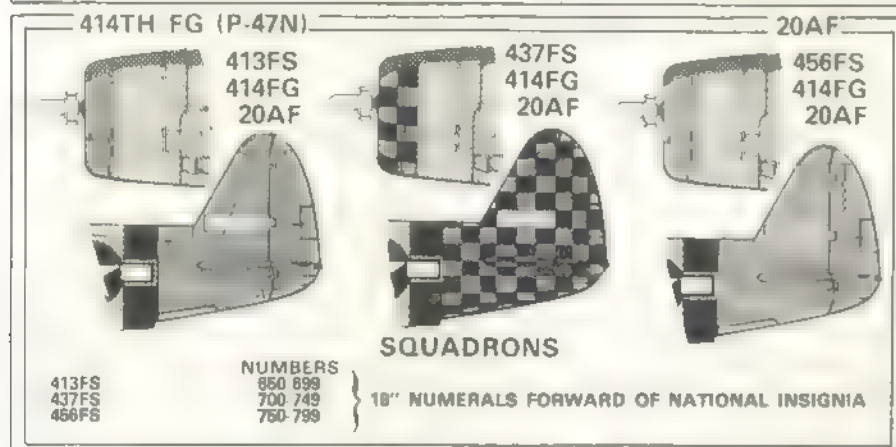 414TH FG (P-47N)
20AF
413FS
414FG
20AF
437FS
414FG
20AF
456FS
414FG
20AF
SQUADRONS
NUMBERS
413FS 650-699
437FS 700-749
456FS 750-799
18" NUMERALS FORWARD OF NATIONAL INSIGNIA